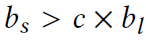 b_s > c × b_l